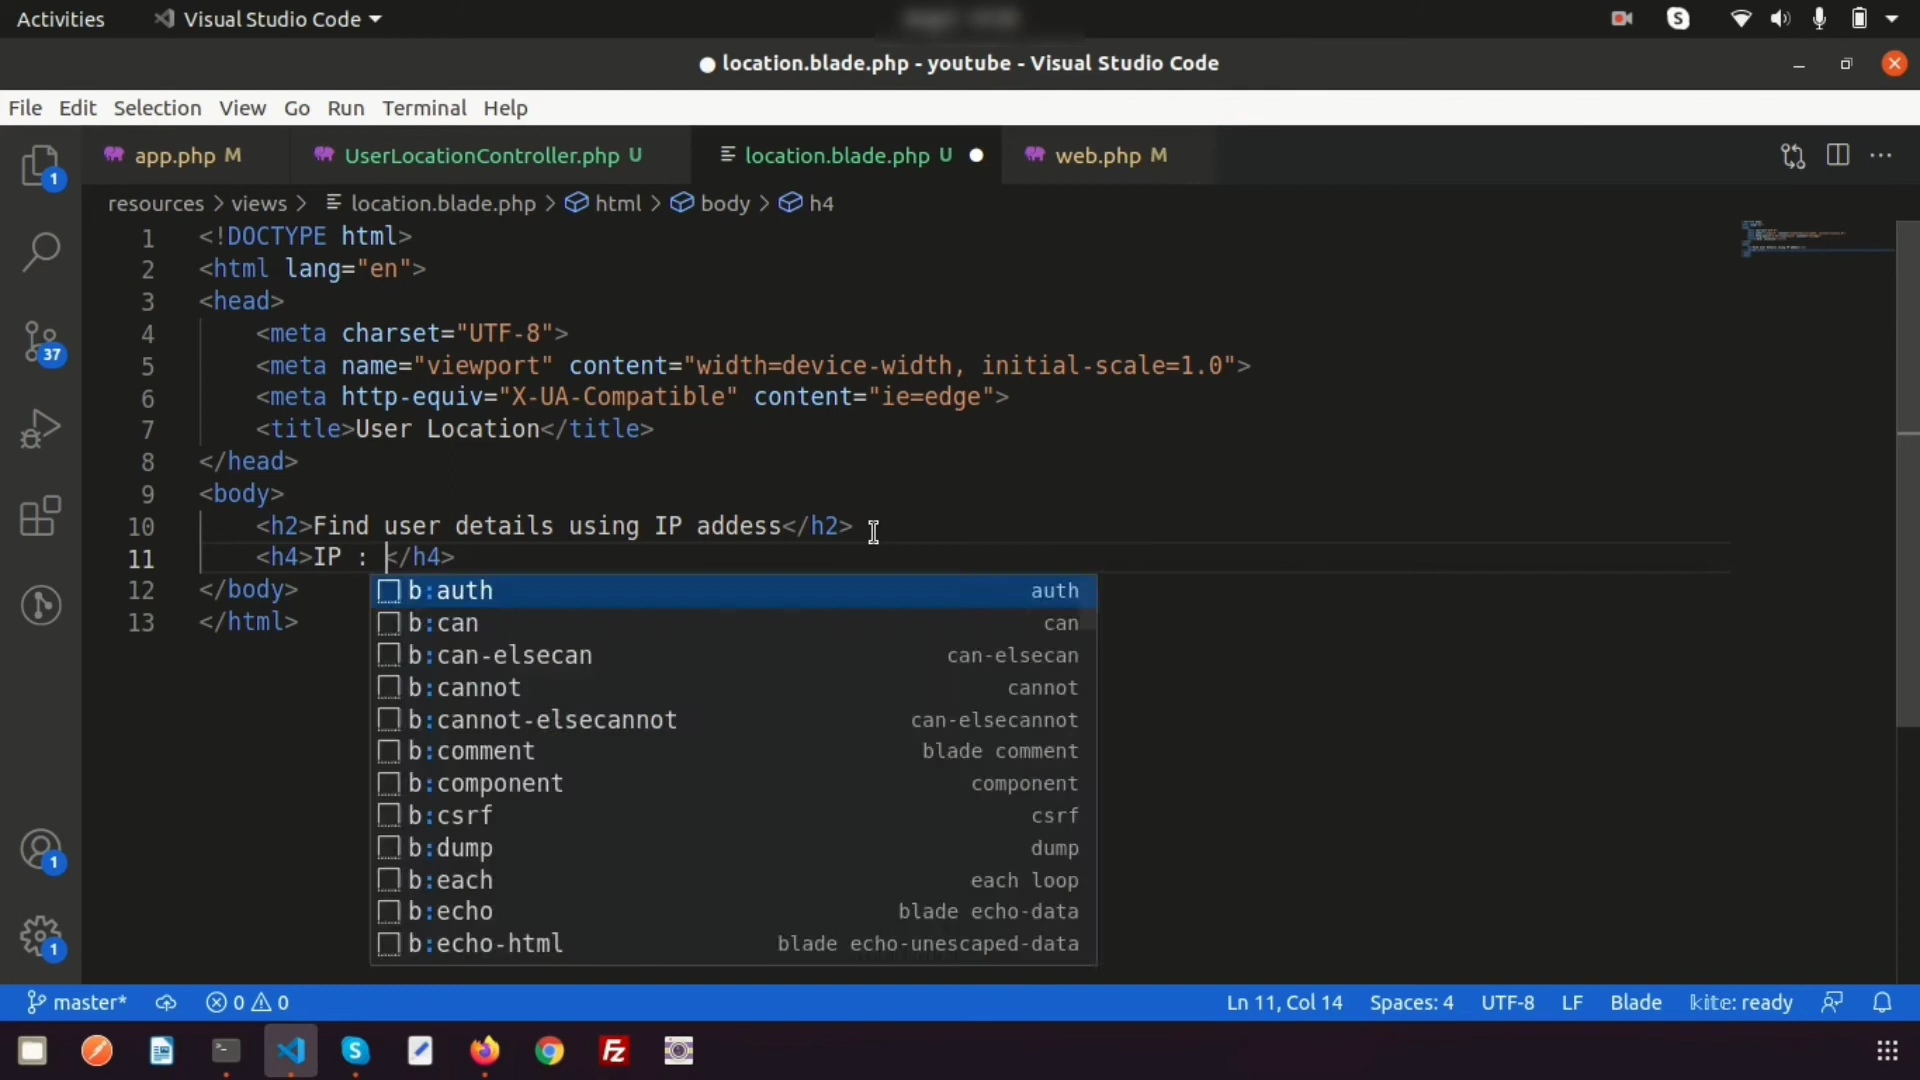 Activities Visual Studio Code
● location.blade.php - youtube - Visual Studio Code
File Edit Selection View Go Run Terminal Help
app.php M UserLocationController.php U location.blade.php U web.php M
resources > views > location.blade.php > html > body > h4
1 <!DOCTYPE html>
2 <html lang="en">
3 <head>
4 <meta charset="UTF-8">
5 <meta name="viewport" content="width=device-width, initial-scale=1.0">
6 <meta http-equiv="X-UA-Compatible" content="ie=edge">
7 <title>User Location</title>
8 </head>
9 <body>
10 <h2>Find user details using IP addess</h2>
11 <h4>IP : </h4>
12 </body>
13 </html>
b:auth auth
b:can can
b:can-elsecan can-elsecan
b:cannot cannot
b:cannot-elsecannot can-elsecannot
b:comment blade comment
b:component component
b:csrf csrf
b:dump dump
b:each each loop
b:echo blade echo-data
b:echo-html blade echo-unescaped-data
1
37
1
1
master* 0 0 Ln 11, Col 14 Spaces: 4 UTF-8 LF Blade kite: ready